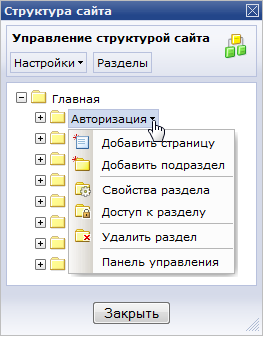 Структура сайта
Управление структурой сайта
Настройки
Разделы
Главная
Авторизация
Добавить страницу
Добавить подраздел
Свойства раздела
Доступ к разделу
Удалить раздел
Панель управления
Закрыть